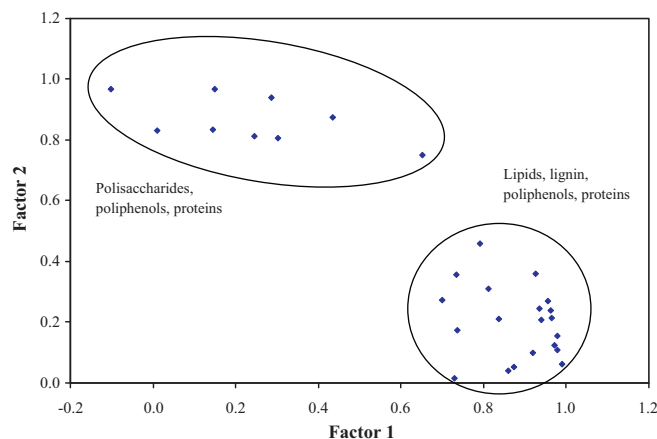 1.2
1.0
0.8
0.6
0.4
0.2
0.0
Factor 2
Polisaccharides,
poliphenols, proteins
Lipids, lignin,
poliphenols, proteins
-0.2 0.0 0.2 0.4 0.6 0.8 1.0 1.2
Factor 1